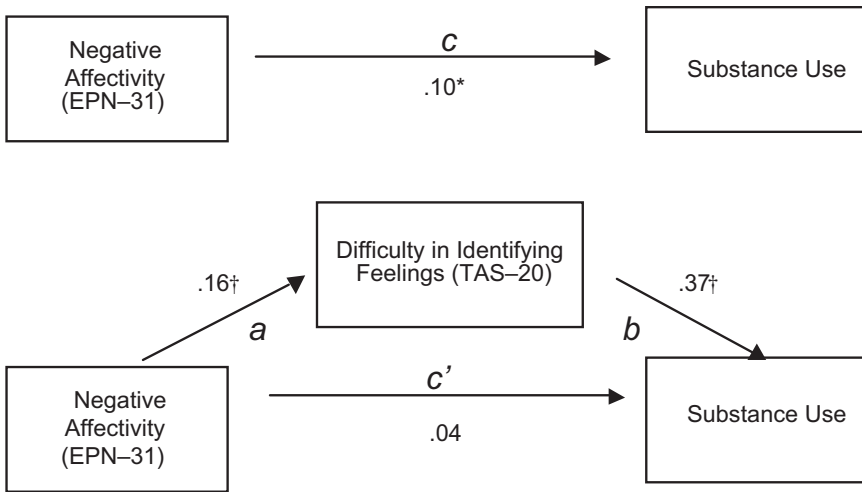 Negative
Affectivity
(EPN–31)
c
.10*
Substance Use
Difficulty in Identifying
Feelings (TAS–20)
.16†
a
.37†
b
Negative
Affectivity
(EPN–31)
c’
.04
Substance Use